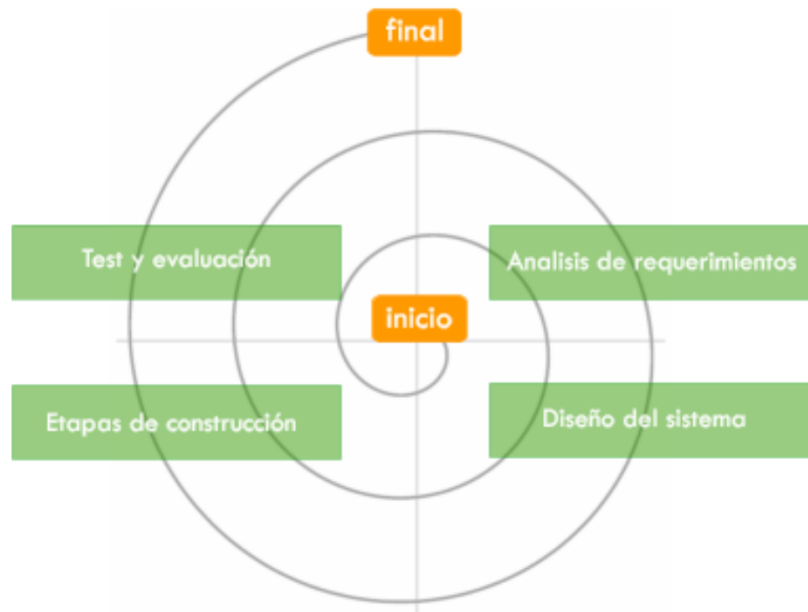 final
Test y evaluación
Analisis de requerimientos
inicio
Etapas de construcción
Diseño del sistema